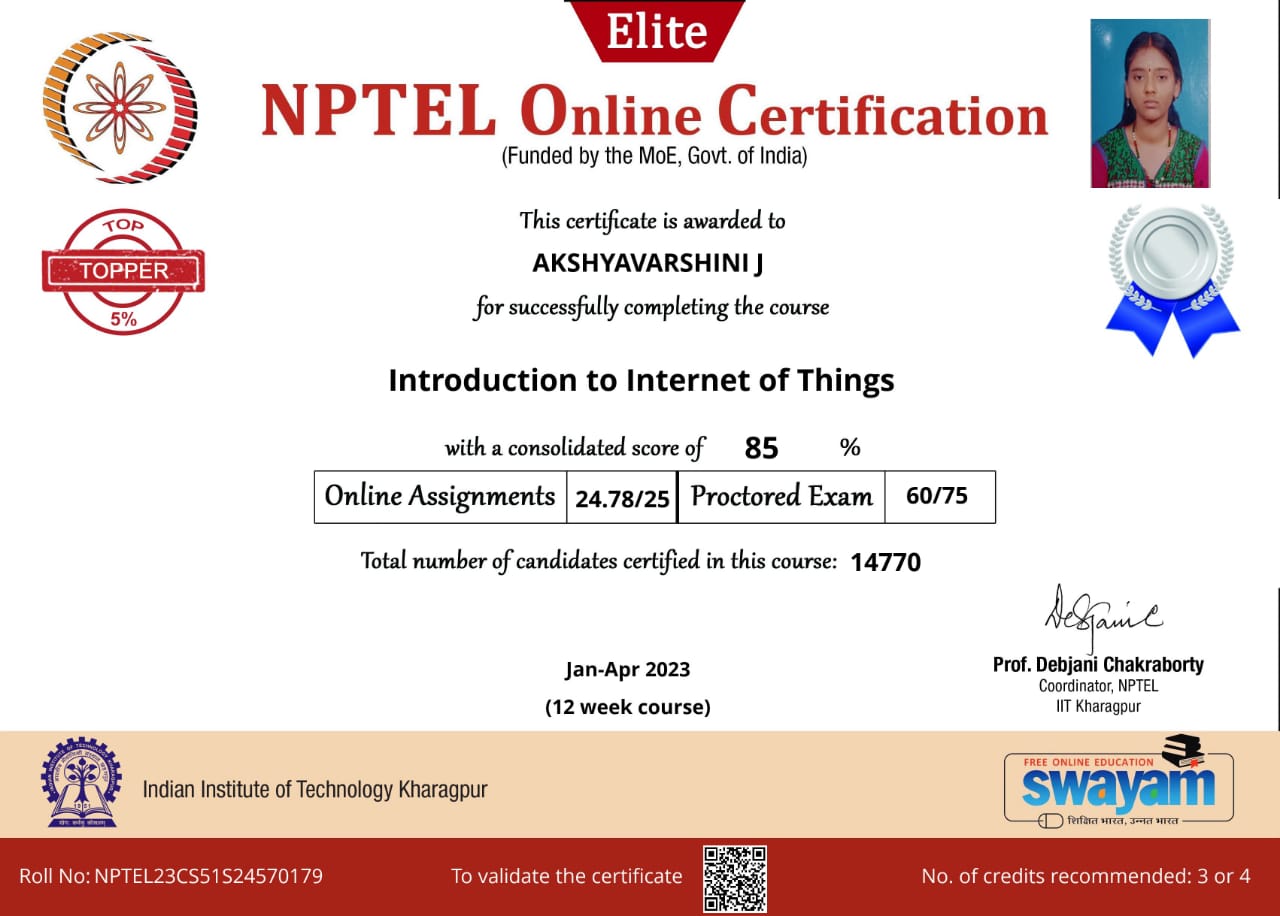 Elite
NPTEL Online Certification
(Funded by the MoE, Govt. of India)
TOP
TOPPER
5%
This certificate is awarded to
AKSHYAVARSHINI J
for successfully completing the course
Introduction to Internet of Things
with a consolidated score of 85 %
Online Assignments 24.78/25 Proctored Exam 60/75
Total number of candidates certified in this course: 14770
Jan-Apr 2023
(12 week course)
Prof. Debjani Chakraborty
Coordinator, NPTEL
IIT Kharagpur
1951
Indian Institute of Technology Kharagpur
FREE ONLINE EDUCATION
swayam
शिक्षित भारत, उन्नत भारत
Roll No: NPTEL23CS51S24570179 To validate the certificate No. of credits recommended: 3 or 4